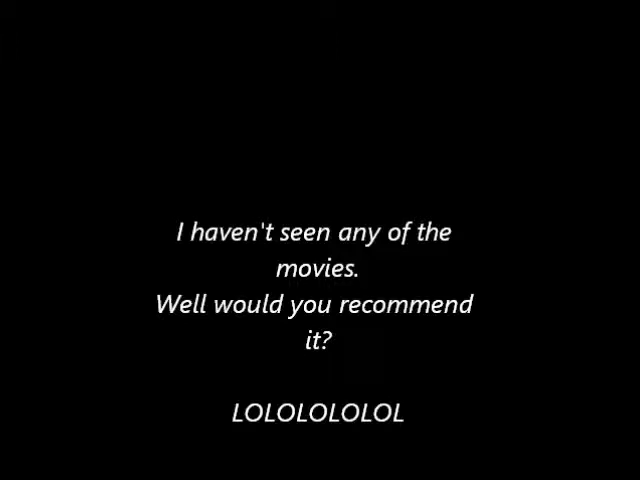 I haven't seen any of the
movies.
Well would you recommend
it?
LOLOLOLOLOL